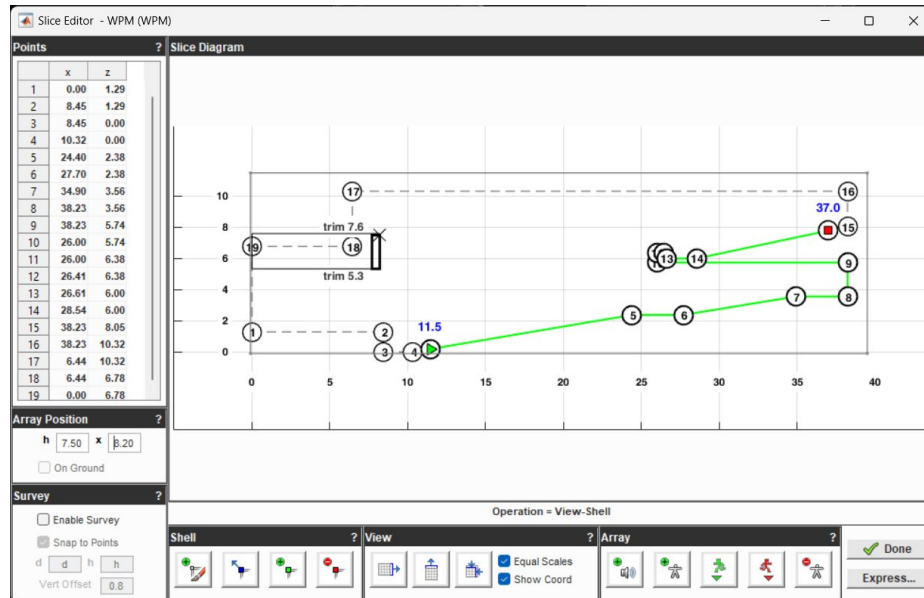 Slice Editor - WPM (WPM)
Points ?
x z
1 0.00 1.29
2 8.45 1.29
3 8.45 0.00
4 10.32 0.00
5 24.40 2.38
6 27.70 2.38
7 34.90 3.56
8 38.23 3.56
9 38.23 5.74
10 26.00 5.74
11 26.00 6.38
12 26.41 6.38
13 26.61 6.00
14 28.54 6.00
15 38.23 8.05
16 38.23 10.32
17 6.44 10.32
18 6.44 6.78
19 0.00 6.78
Array Position ?
h 7.50 x 8.20
On Ground
Survey ?
Enable Survey
Snap to Points
d d h h
Vert Offset 0.8
Slice Diagram
10
8
6
4
2
0
0 5 10 15 20 25 30 35 40
17 16
37.0
trim 7.6
15
19 18
13 14 9
trim 5.3
7 8
5 6
11.5
1 2
3 4
Operation = View-Shell
Shell ?
View ?
Equal Scales
Show Coord
Array ?
Done
Express...